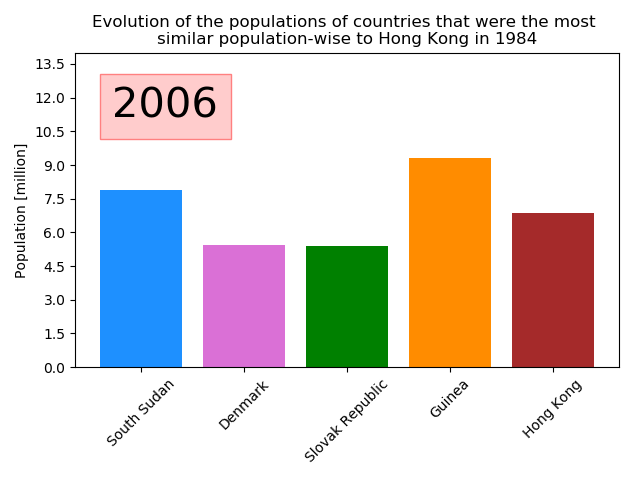 Evolution of the populations of countries that were the most
similar population-wise to Hong Kong in 1984
2006
Population [million]
13.5
12.0
10.5
9.0
7.5
6.0
4.5
3.0
1.5
0.0
South Sudan
Denmark
Slovak Republic
Guinea
Hong Kong